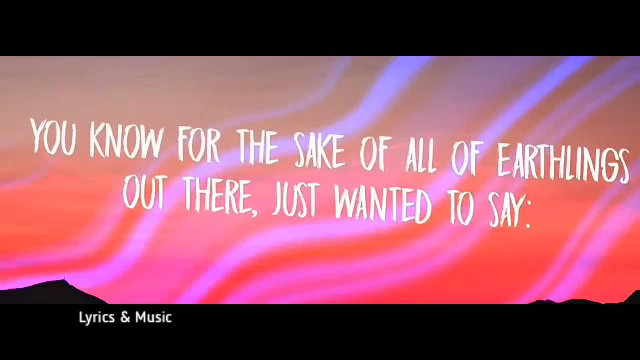 YOU KNOW FOR THE SAKE OF ALL OF EARTHLINGS
OUT THERE, JUST WANTED TO SAY:
Lyrics & Music